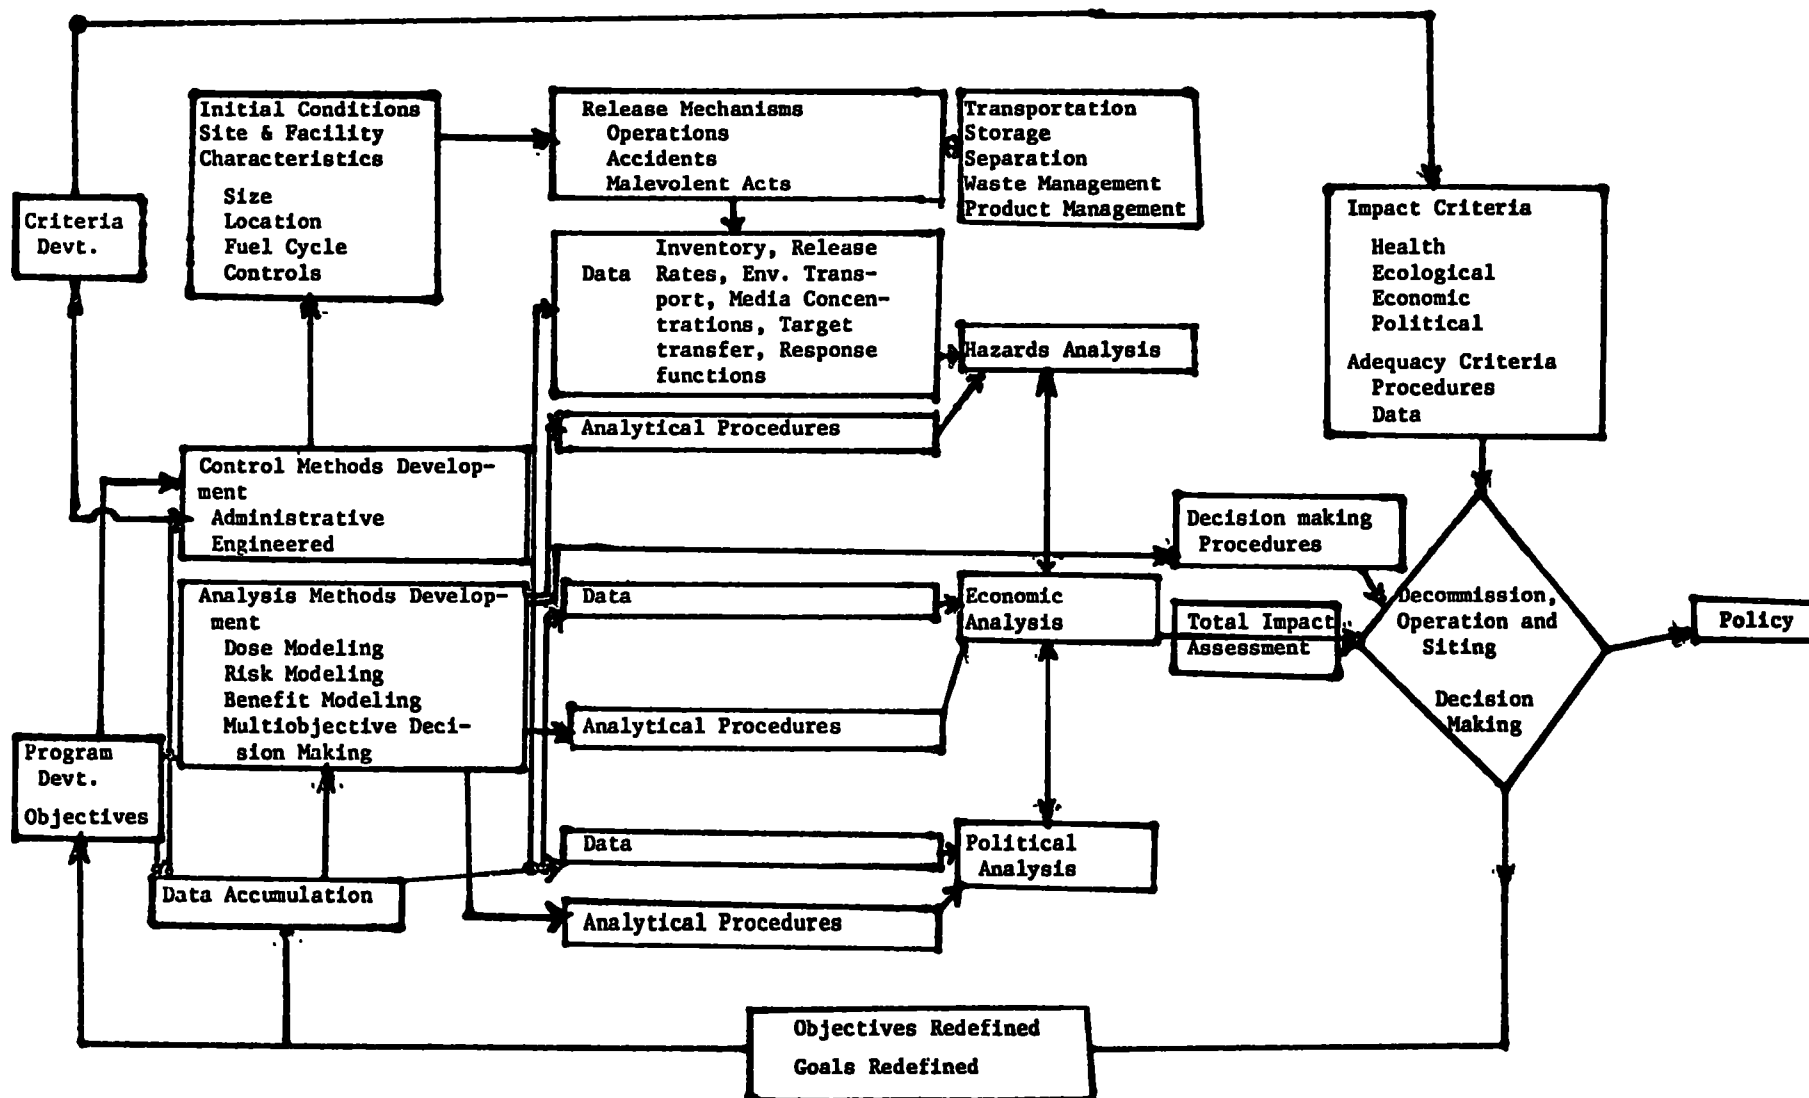 Initial Conditions
Site & Facility
Characteristics
Size
Location
Fuel Cycle
Controls
Release Mechanisms
Operations
Accidents
Malevolent Acts
Transportation
Storage
Separation
Waste Management
Product Management
Criteria
Devt.
Impact Criteria
Health
Ecological
Economic
Political
Adequacy Criteria
Procedures
Data
Inventory, Release
Data Rates, Env. Trans-
port, Media Concen-
trations, Target
transfer, Response
functions
Hazards Analysis
Analytical Procedures
Control Methods Develop-
ment
Administrative
Engineered
Decision making
Procedures
Analysis Methods Develop-
ment
Dose Modeling
Risk Modeling
Benefit Modeling
Multiobjective Deci-
sion Making
Data
Economic
Analysis
Total Impact
Assessment
Decommission,
Operation and
Siting
Decision
Making
Policy
Analytical Procedures
Program
Devt.
Objectives
Data
Political
Analysis
Data Accumulation
Analytical Procedures
Objectives Redefined
Goals Redefined